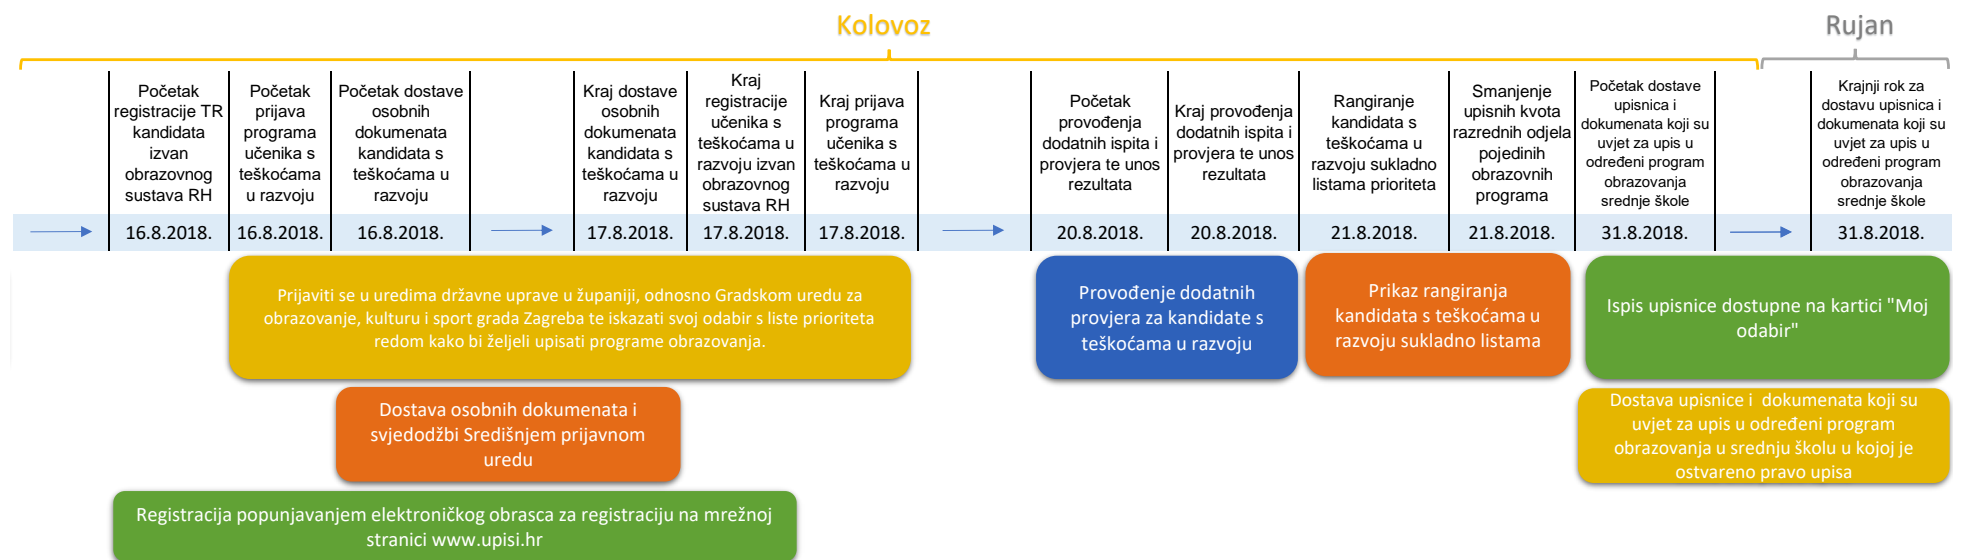 Kolovoz
Rujan
Početak
registracije TR
kandidata
izvan
obrazovnog
sustava RH
Početak
prijava
programa
učenika s
teškoćama
u razvoju
Početak dostave
osobnih
dokumenata
kandidata s
teškoćama u
razvoju
Kraj dostave
osobnih
dokumenata
kandidata s
teškoćama u
razvoju
Kraj
registracije
učenika s
teškoćama u
razvoju izvan
obrazovnog
sustava RH
Kraj prijava
programa
učenika s
teškoćama u
razvoju
Početak
provođenja
dodatnih ispita i
provjera te unos
rezultata
Kraj provođenja
dodatnih ispita i
provjera te unos
rezultata
Rangiranje
kandidata s
teškoćama u
razvoju sukladno
listama prioriteta
Smanjenje
upisnih kvota
razrednih odjela
pojedinih
obrazovnih
programa
Početak dostave
upisnica i
dokumenata koji su
uvjet za upis u
određeni program
obrazovanja
srednje škole
Krajnji rok za
dostavu upisnica i
dokumenata koji su
uvjet za upis u
određeni program
obrazovanja
srednje škole
16.8.2018.
16.8.2018.
16.8.2018.
17.8.2018.
17.8.2018.
17.8.2018.
20.8.2018.
20.8.2018.
21.8.2018.
21.8.2018.
31.8.2018.
31.8.2018.
Prijaviti se u uredima državne uprave u županiji, odnosno Gradskom uredu za
obrazovanje, kulturu i sport grada Zagreba te iskazati svoj odabir s liste prioriteta
redom kako bi željeli upisati programe obrazovanja.
Provođenje dodatnih
provjera za kandidate s
teškoćama u razvoju
Prikaz rangiranja
kandidata s teškoćama u
razvoju sukladno listama
Ispis upisnice dostupne na kartici "Moj
odabir"
Dostava osobnih dokumenata i
svjedodžbi Središnjem prijavnom
uredu
Dostava upisnice i  dokumenata koji su
uvjet za upis u određeni program
obrazovanja u srednju školu u kojoj je
ostvareno pravo upisa
Registracija popunjavanjem elektroničkog obrasca za registraciju na mrežnoj
stranici www.upisi.hr